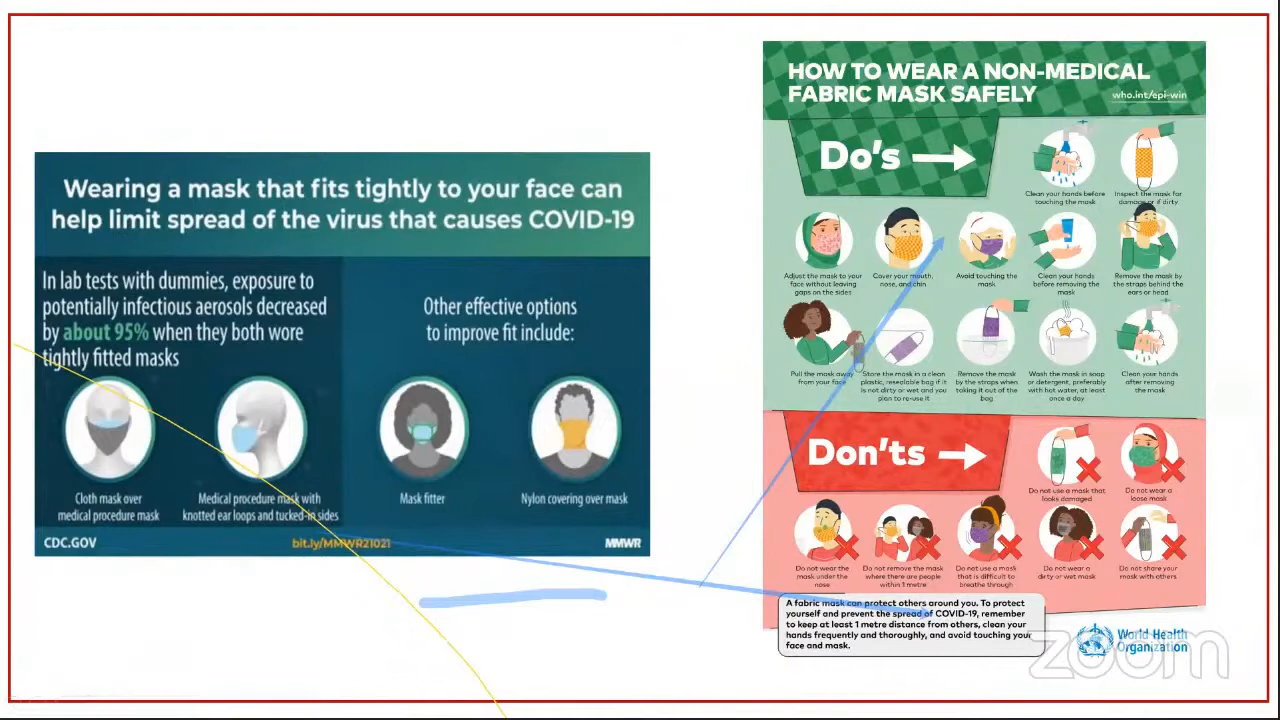 Wearing a mask that fits tightly to your face can
help limit spread of the virus that causes COVID-19
In lab tests with dummies, exposure to
potentially infectious aerosols decreased
by about 95% when they both wore
tightly fitted masks
Other effective options
to improve fit include:
Cloth mask over
medical procedure mask
Medical procedure mask with
knotted ear loops and tucked-in sides
Mask fitter
Nylon covering over mask
CDC.GOV
bit.ly/MMWR21021
MMWR
HOW TO WEAR A NON-MEDICAL
FABRIC MASK SAFELY
who.int/epi-win
Do's
Clean your hands before
touching the mask
Inspect the mask for
damage or if dirty
Adjust the mask to your
face without leaving
gaps on the sides
Cover your mouth,
nose, and chin
Avoid touching the
mask
Clean your hands
before removing the
mask
Remove the mask by
the straps behind the
ears or head
Pull the mask away
from your face
Store the mask in a clean
plastic, resealable bag if it
is not dirty or wet and you
plan to re-use it
Remove the mask
by the straps when
taking it out of the
bag
Wash the mask in soap
or detergent, preferably
with hot water, at least
once a day
Clean your hands
after removing
the mask
Don'ts
Do not use a mask that
looks damaged
Do not wear a
loose mask
Do not wear the
mask under the
nose
Do not remove the mask
where there are people
within 1 metre
Do not use a mask
that is difficult to
breathe through
Do not wear a
dirty or wet mask
Do not share your
mask with others
A fabric mask can protect others around you. To protect
yourself and prevent the spread of COVID-19, remember
to keep at least 1 metre distance from others, clean your
hands frequently and thoroughly, and avoid touching your
face and mask.
World Health
Organization
zoom